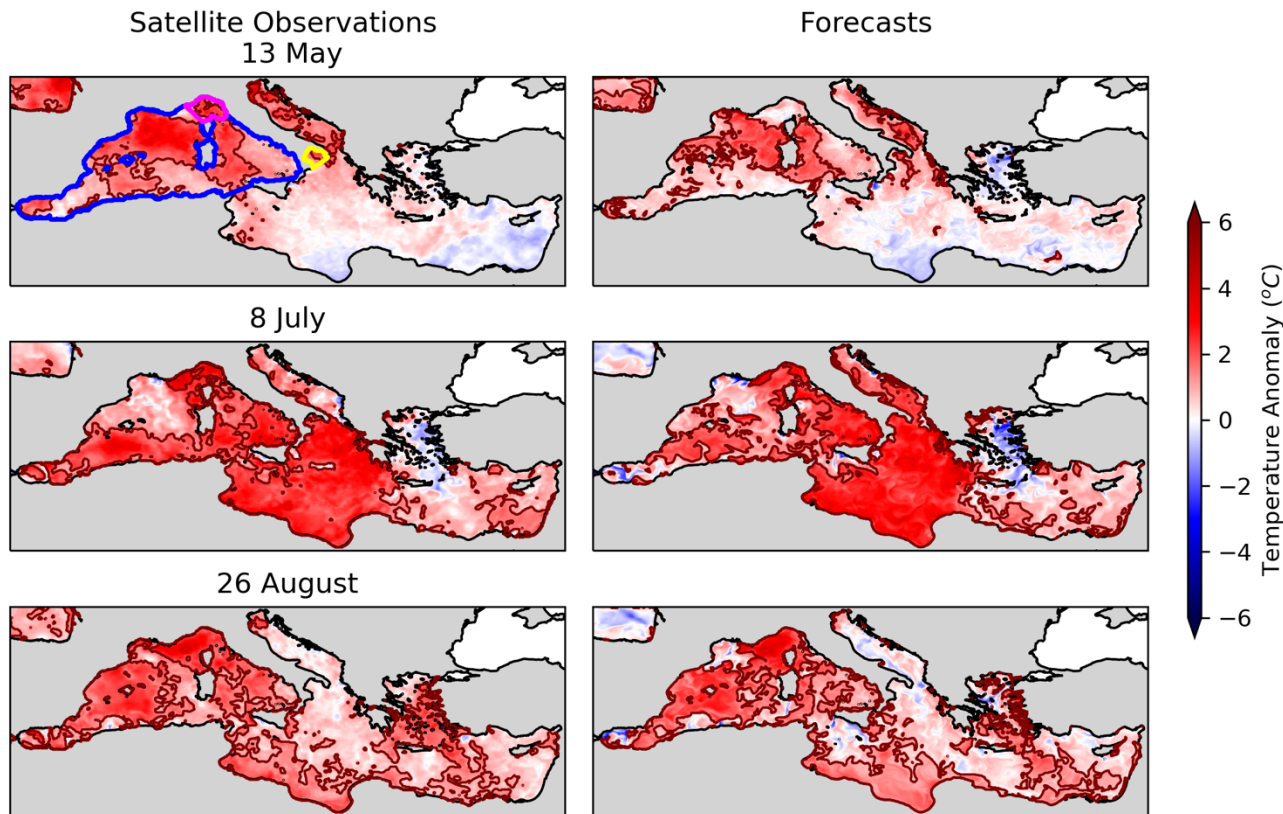 Satellite Observations
13 May
Forecasts
8 July
26 August
6
4
2
0
−2
−4
−6
Temperature Anomaly (°C)